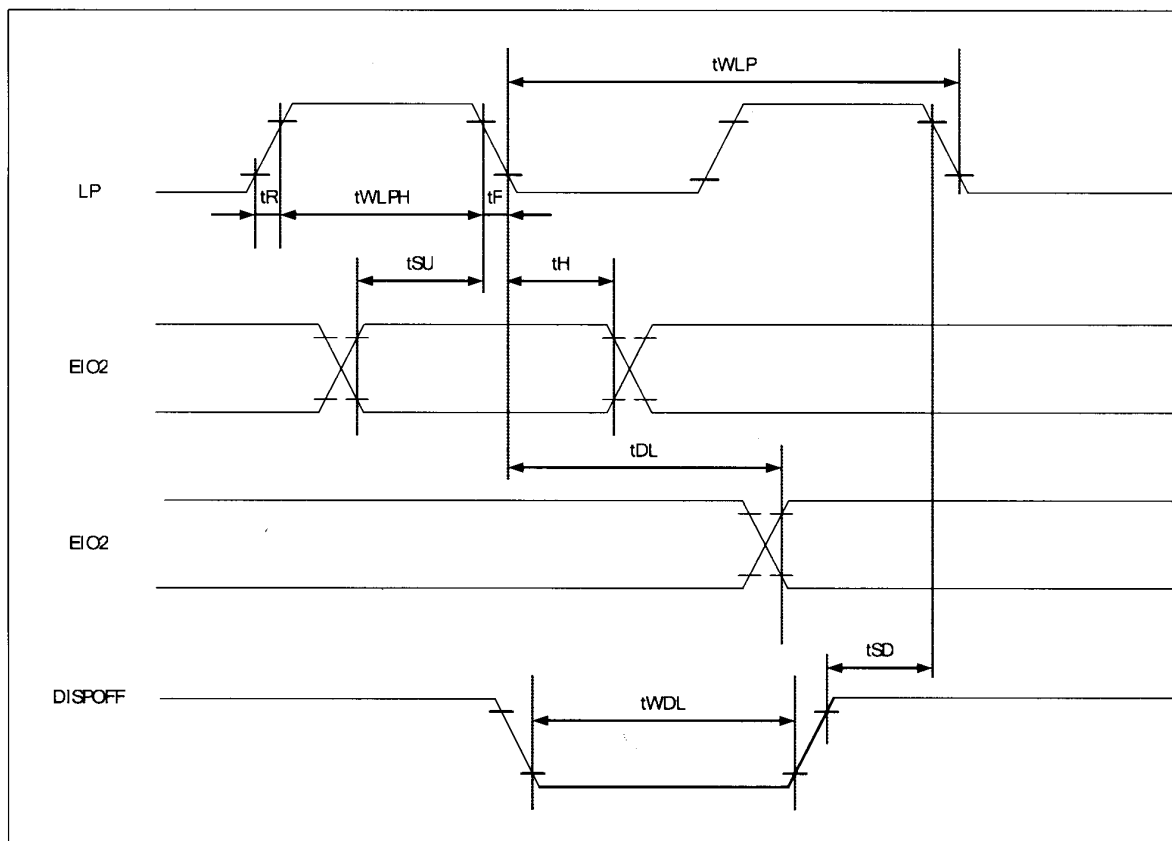 tWLP
LP
tR
tWLPH
tF
tSU
tH
EIO2
tDL
EIO2
tSD
DISPOFF
tWDL